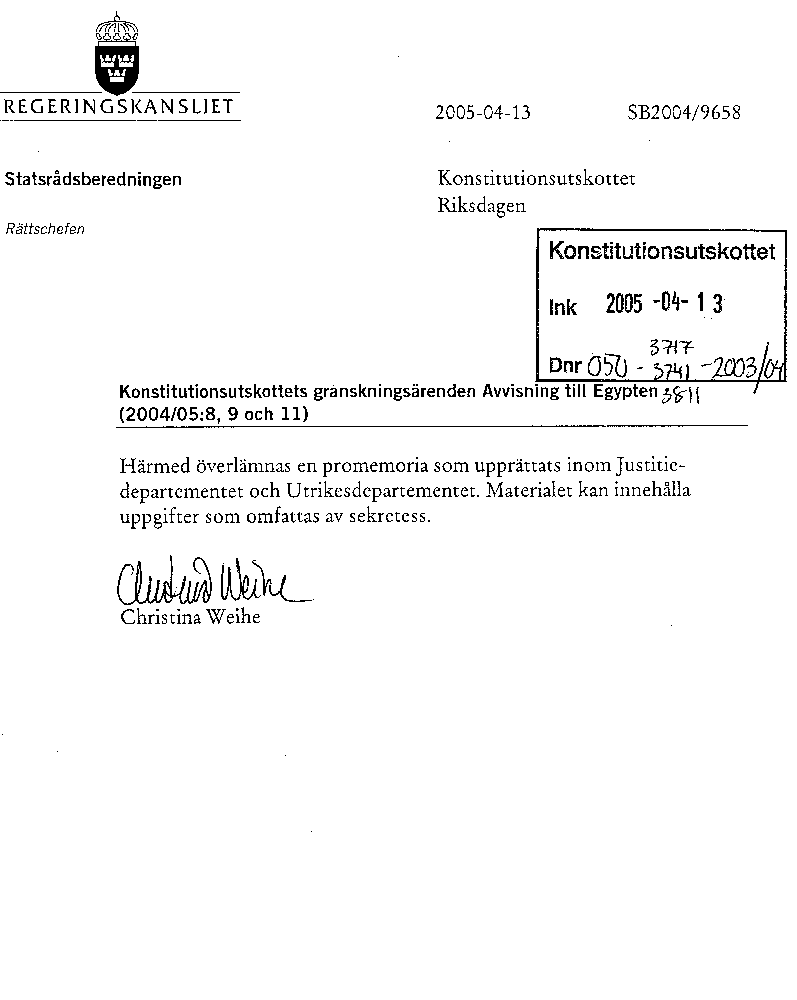 REGERINGSKANSLIET
2005-04-13 SB2004/9658
Statsrådsberedningen
Rättschefen
Konstitutionsutskottet
Riksdagen
Konstitutionsutskottet
Ink 2005 -04- 1 3
3717
Dnr 050 - 3741 - 2003/04
3811
Konstitutionsutskottets granskningsärenden Avvisning till Egypten
(2004/05:8, 9 och 11)
Härmed överlämnas en promemoria som upprättats inom Justitie-
departementet och Utrikesdepartementet. Materialet kan innehålla
uppgifter som omfattas av sekretess.
Christina Weihe
Christina Weihe